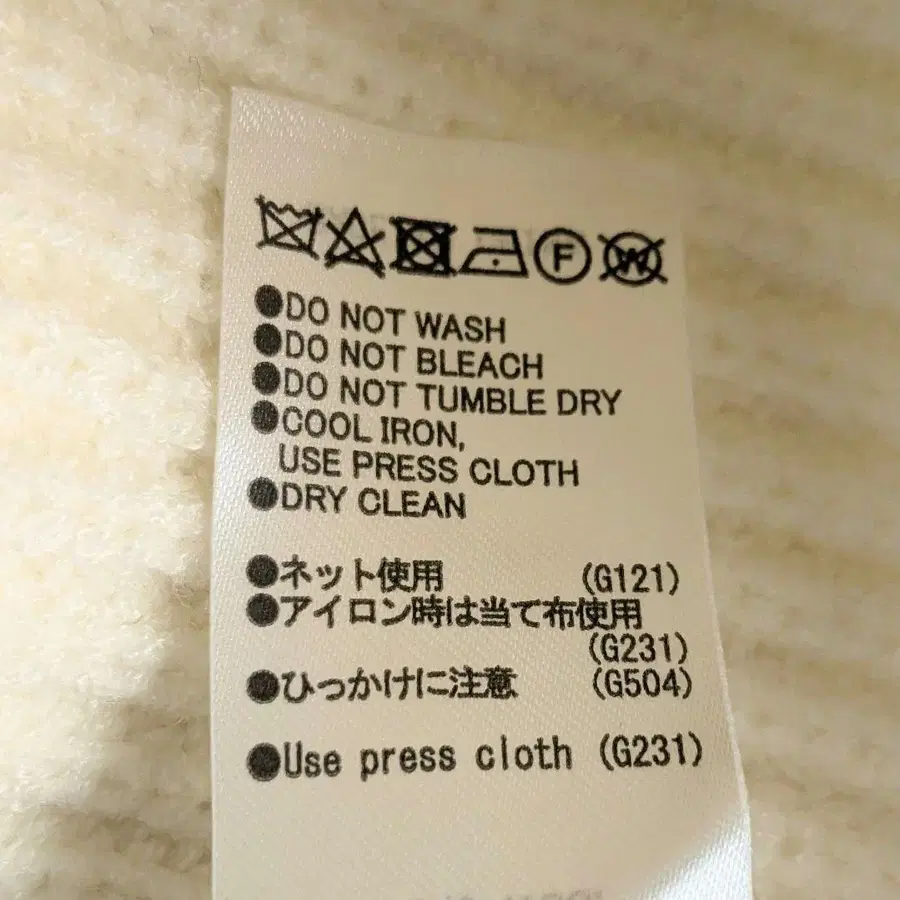 F W
●DO NOT WASH
●DO NOT BLEACH
●DO NOT TUMBLE DRY
●COOL IRON,
USE PRESS CLOTH
●DRY CLEAN
●ネット使用 (G121)
●アイロン時は当て布使用
(G231)
●ひっかけに注意 (G504)
●Use press cloth (G231)